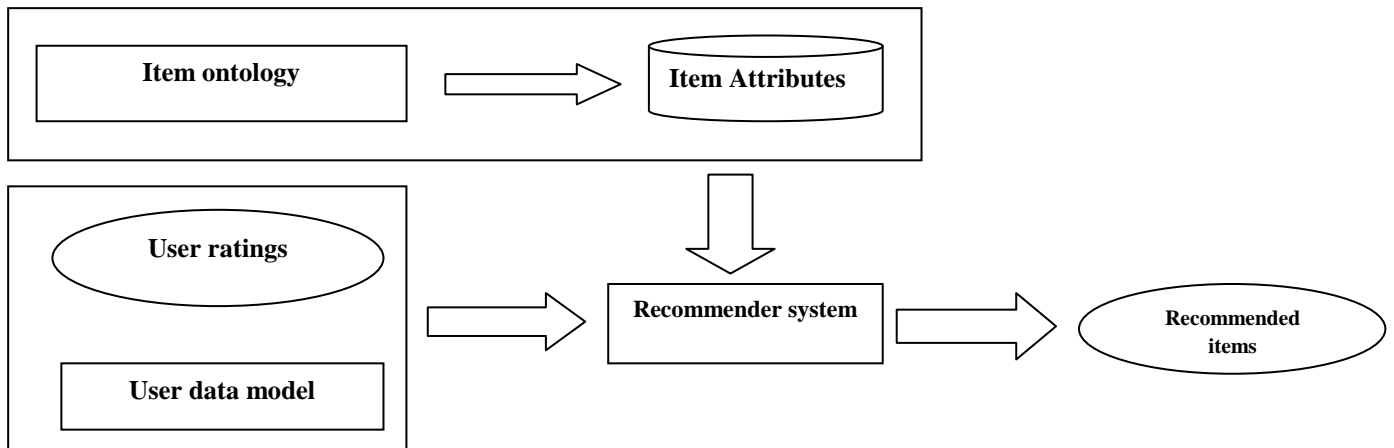 Item ontology
Item Attributes
User ratings
Recommender system
Recommended
items
User data model